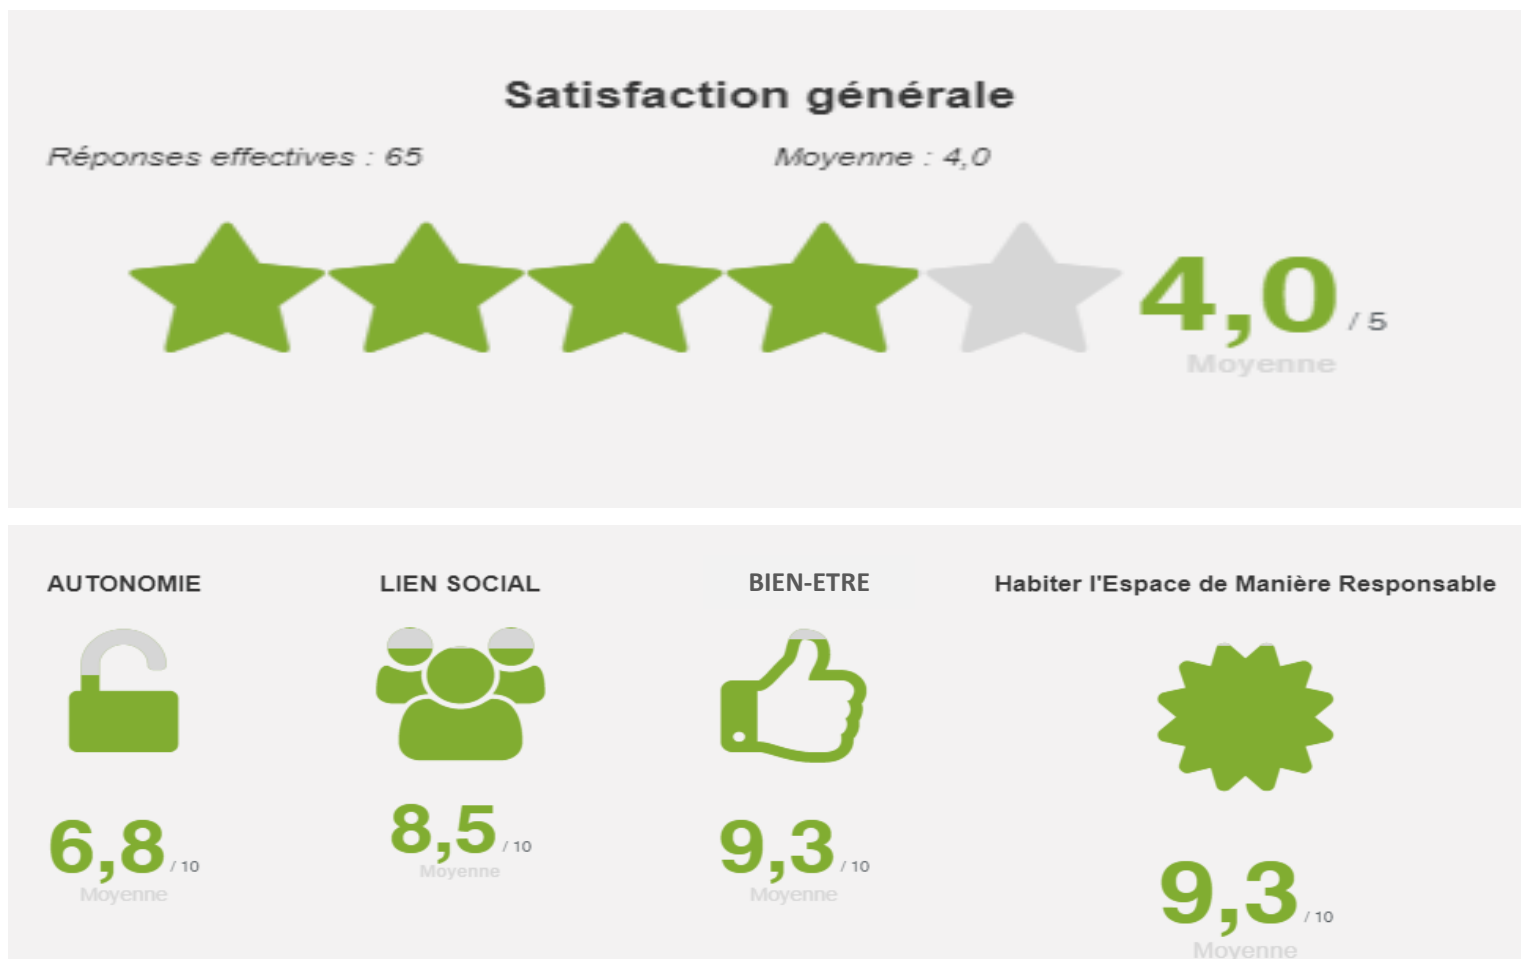 Satisfaction générale
Réponses effectives : 65
Moyenne : 4,0
4,0 / 5
Moyenne
AUTONOMIE
6,8 / 10
Moyenne
LIEN SOCIAL
8,5 / 10
Moyenne
BIEN-ETRE
9,3 / 10
Moyenne
Habiter l'Espace de Manière Responsable
9,3 / 10
Moyenne